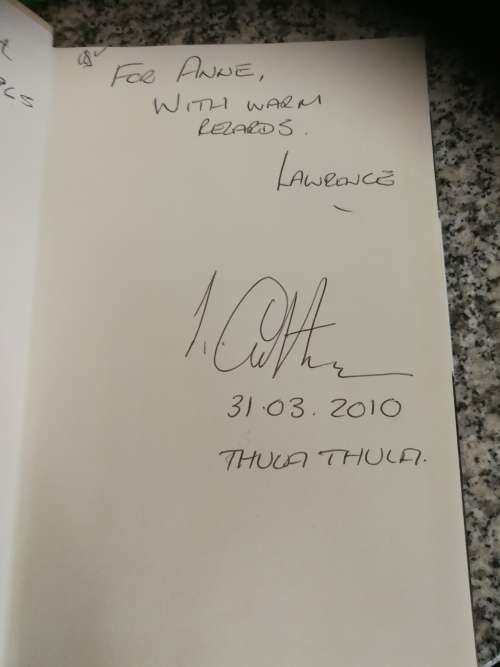 FOR ANNE,
WITH WARM
REGARDS.
LAWRENCE
31.03.2010
THULA THULA.